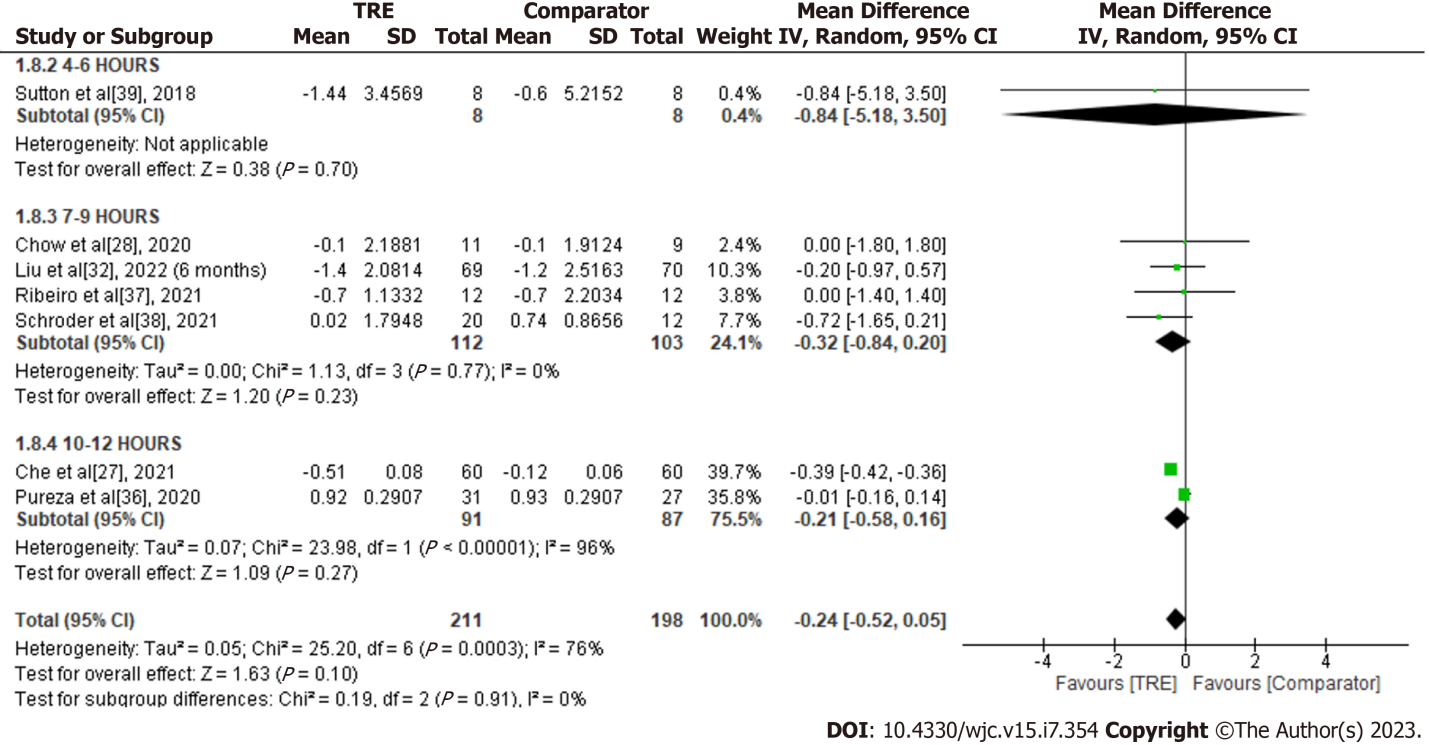 TRE Comparator Mean Difference Mean Difference
Study or Subgroup Mean SD Total Mean SD Total Weight IV, Random, 95% CI IV, Random, 95% CI
1.8.2 4-6 HOURS
Sutton et al[39], 2018 -1.44 3.4569 8 -0.6 5.2152 8 0.4% -0.84 [-5.18, 3.50]
Subtotal (95% CI) 8 8 0.4% -0.84 [-5.18, 3.50]
Heterogeneity: Not applicable
Test for overall effect: Z = 0.38 (P = 0.70)
1.8.3 7-9 HOURS
Chow et al[28], 2020 -0.1 2.1881 11 -0.1 1.9124 9 2.4% 0.00 [-1.80, 1.80]
Liu et al[32], 2022 (6 months) -1.4 2.0814 69 -1.2 2.5163 70 10.3% -0.20 [-0.97, 0.57]
Ribeiro et al[37], 2021 -0.7 1.1332 12 -0.7 2.2034 12 3.8% 0.00 [-1.40, 1.40]
Schroder et al[38], 2021 0.02 1.7948 20 0.74 0.8656 12 7.7% -0.72 [-1.65, 0.21]
Subtotal (95% CI) 112 103 24.1% -0.32 [-0.84, 0.20]
Heterogeneity: Tau² = 0.00; Chi² = 1.13, df = 3 (P = 0.77); I² = 0%
Test for overall effect: Z = 1.20 (P = 0.23)
1.8.4 10-12 HOURS
Che et al[27], 2021 -0.51 0.08 60 -0.12 0.06 60 39.7% -0.39 [-0.42, -0.36]
Pureza et al[36], 2020 0.92 0.2907 31 0.93 0.2907 27 35.8% -0.01 [-0.16, 0.14]
Subtotal (95% CI) 91 87 75.5% -0.21 [-0.58, 0.16]
Heterogeneity: Tau² = 0.07; Chi² = 23.98, df = 1 (P < 0.00001); I² = 96%
Test for overall effect: Z = 1.09 (P = 0.27)
Total (95% CI) 211 198 100.0% -0.24 [-0.52, 0.05]
Heterogeneity: Tau² = 0.05; Chi² = 25.20, df = 6 (P = 0.0003); I² = 76%
Test for overall effect: Z = 1.63 (P = 0.10)
Test for subgroup differences: Chi² = 0.19, df = 2 (P = 0.91), I² = 0%
-4 -2 0 2 4
Favours [TRE] Favours [Comparator]
DOI: 10.4330/wjc.v15.i7.354 Copyright ©The Author(s) 2023.